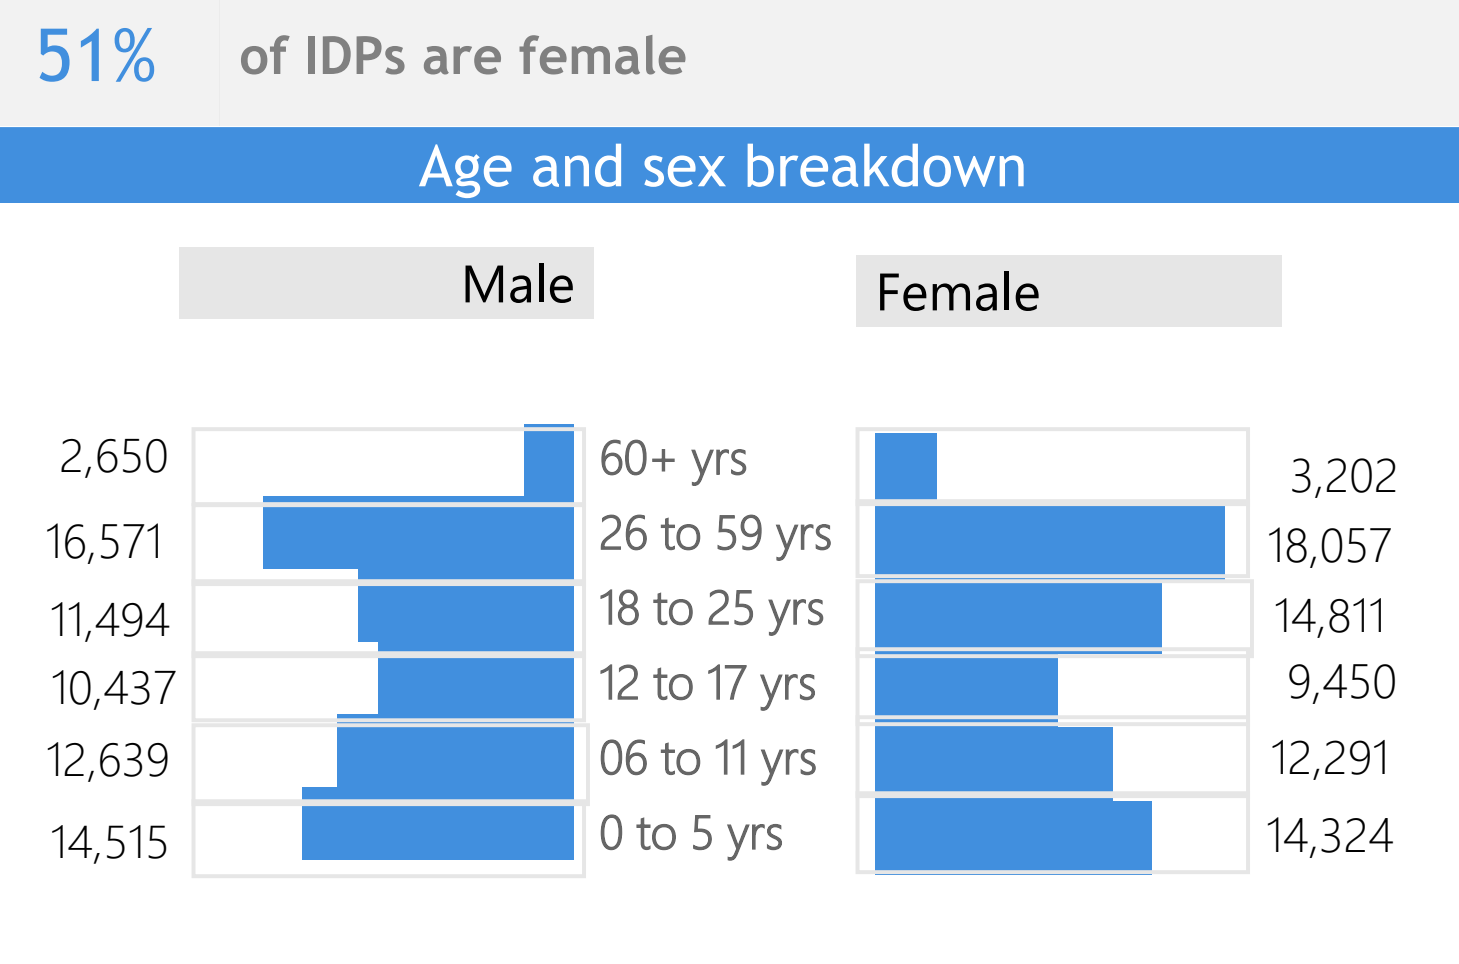 51% of IDPs are female
Age and sex breakdown
Male Female
2,650 60+ yrs 3,202
16,571 26 to 59 yrs 18,057
11,494 18 to 25 yrs 14,811
10,437 12 to 17 yrs 9,450
12,639 06 to 11 yrs 12,291
14,515 0 to 5 yrs 14,324